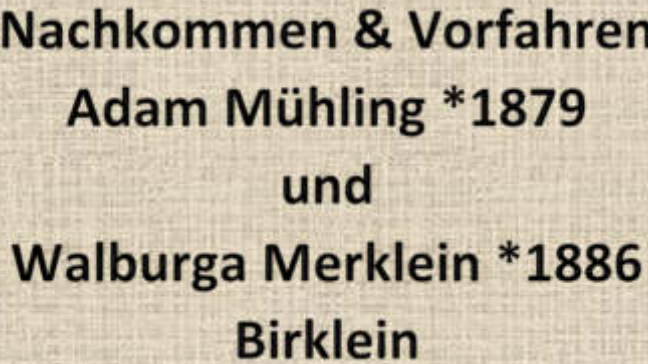 Nachkommen & Vorfahren
Adam Mühling *1879
und
Walburga Merklein *1886
Birklein